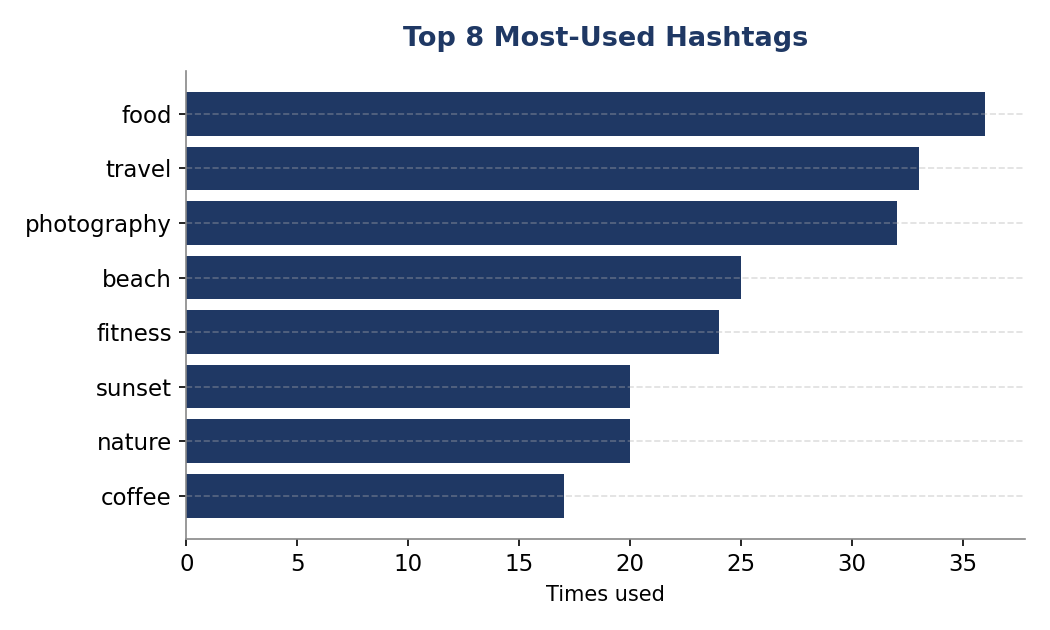 Top 8 Most-Used Hashtags
food
travel
photography
beach
fitness
sunset
nature
coffee
0 5 10 15 20 25 30 35
Times used